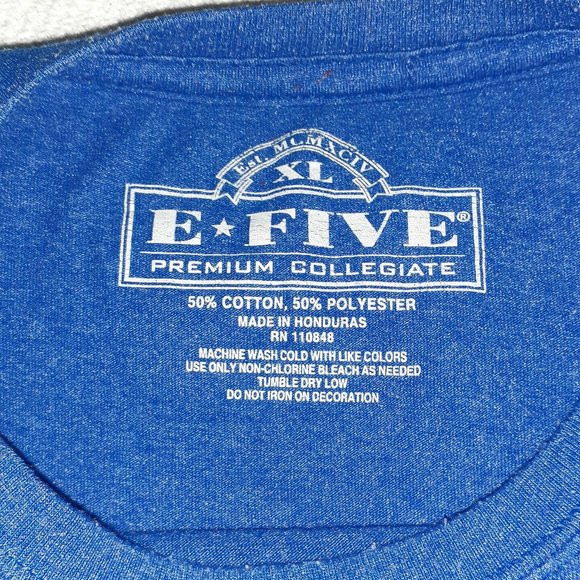 Est. MCMXCIV
XL
E★FIVE®
PREMIUM COLLEGIATE
50% COTTON, 50% POLYESTER
MADE IN HONDURAS
RN 110848
MACHINE WASH COLD WITH LIKE COLORS
USE ONLY NON-CHLORINE BLEACH AS NEEDED
TUMBLE DRY LOW
DO NOT IRON ON DECORATION